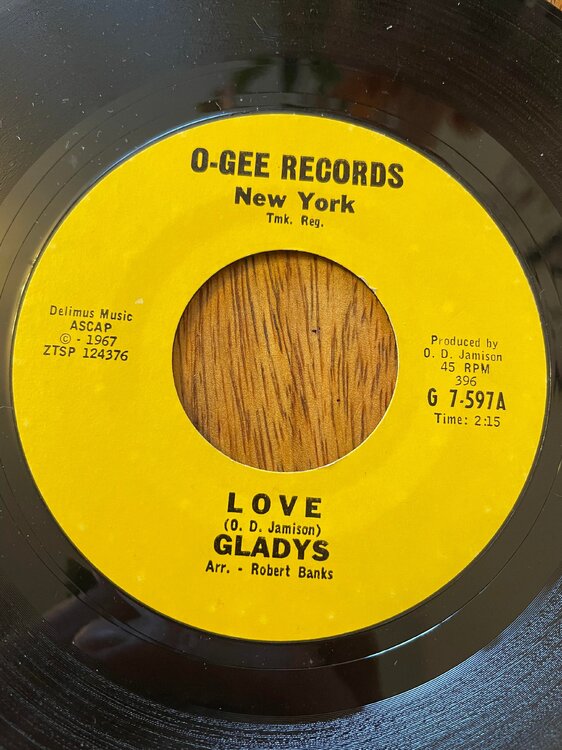 O-GEE RECORDS
New York
Tmk. Reg.
Delimus Music
ASCAP
© - 1967
ZTSP 124376
Produced by
O. D. Jamison
45 RPM
396
G 7-597A
Time: 2:15
LOVE
(O. D. Jamison)
GLADYS
Arr. - Robert Banks